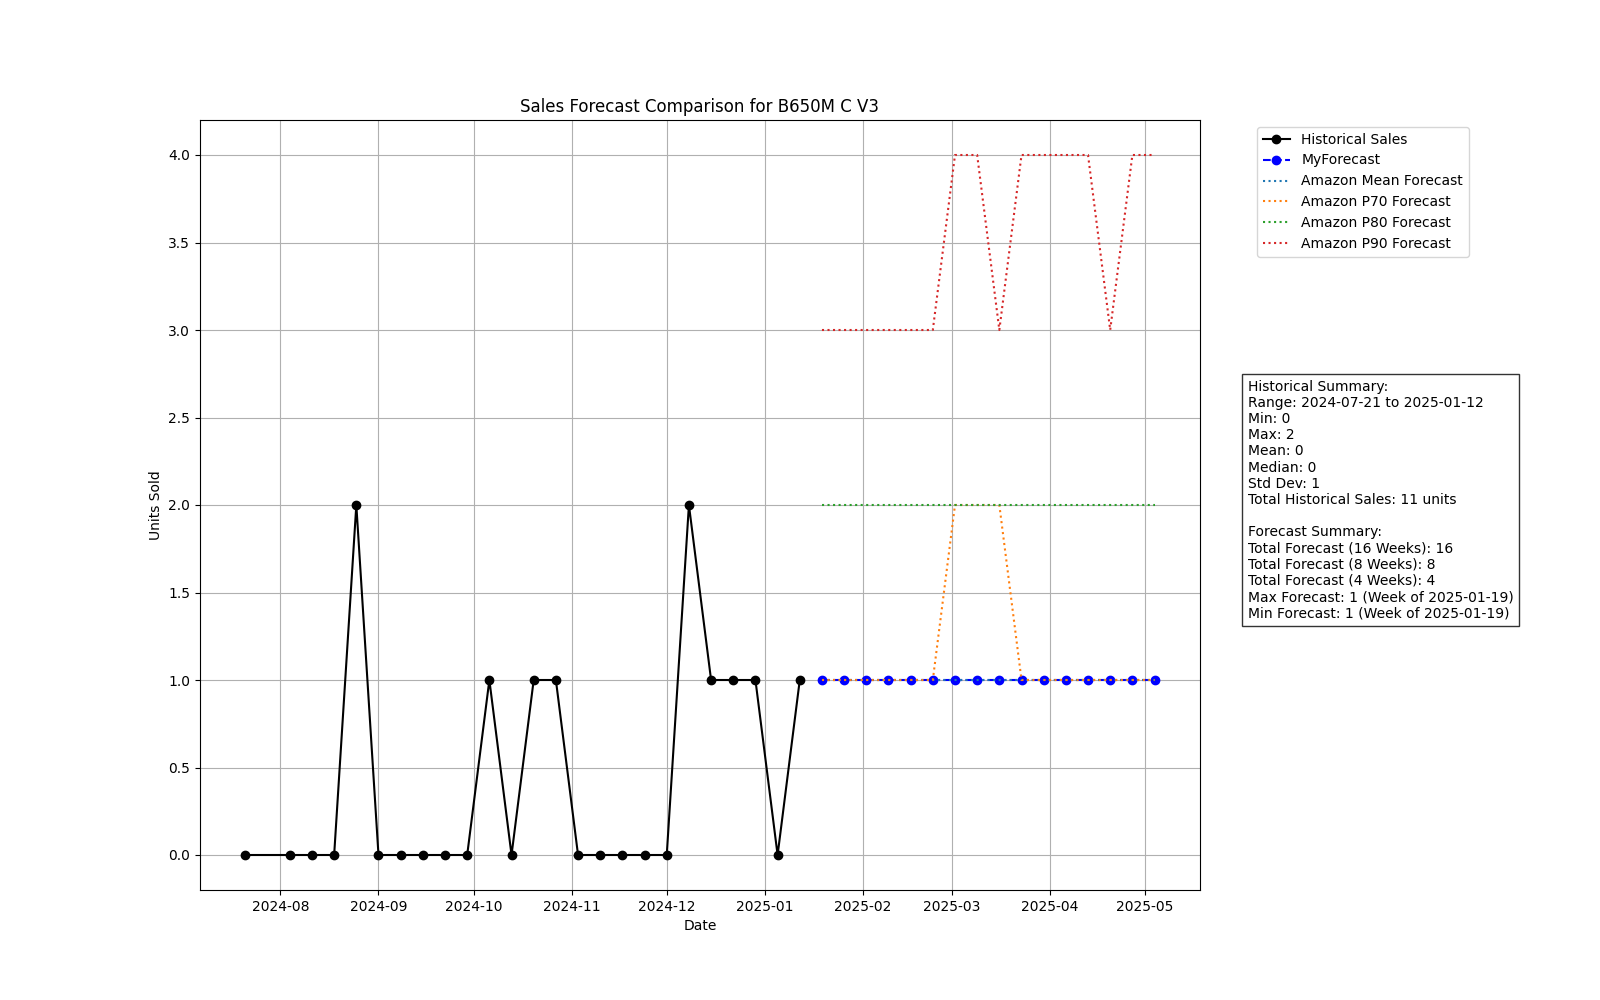 Sales Forecast Comparison for B650M C V3
Historical Sales
MyForecast
Amazon Mean Forecast
Amazon P70 Forecast
Amazon P80 Forecast
Amazon P90 Forecast
4.0
3.5
3.0
2.5
2.0
1.5
1.0
0.5
0.0
Units Sold
2024-08 2024-09 2024-10 2024-11 2024-12 2025-01 2025-02 2025-03 2025-04 2025-05
Date
Historical Summary:
Range: 2024-07-21 to 2025-01-12
Min: 0
Max: 2
Mean: 0
Median: 0
Std Dev: 1
Total Historical Sales: 11 units
Forecast Summary:
Total Forecast (16 Weeks): 16
Total Forecast (8 Weeks): 8
Total Forecast (4 Weeks): 4
Max Forecast: 1 (Week of 2025-01-19)
Min Forecast: 1 (Week of 2025-01-19)